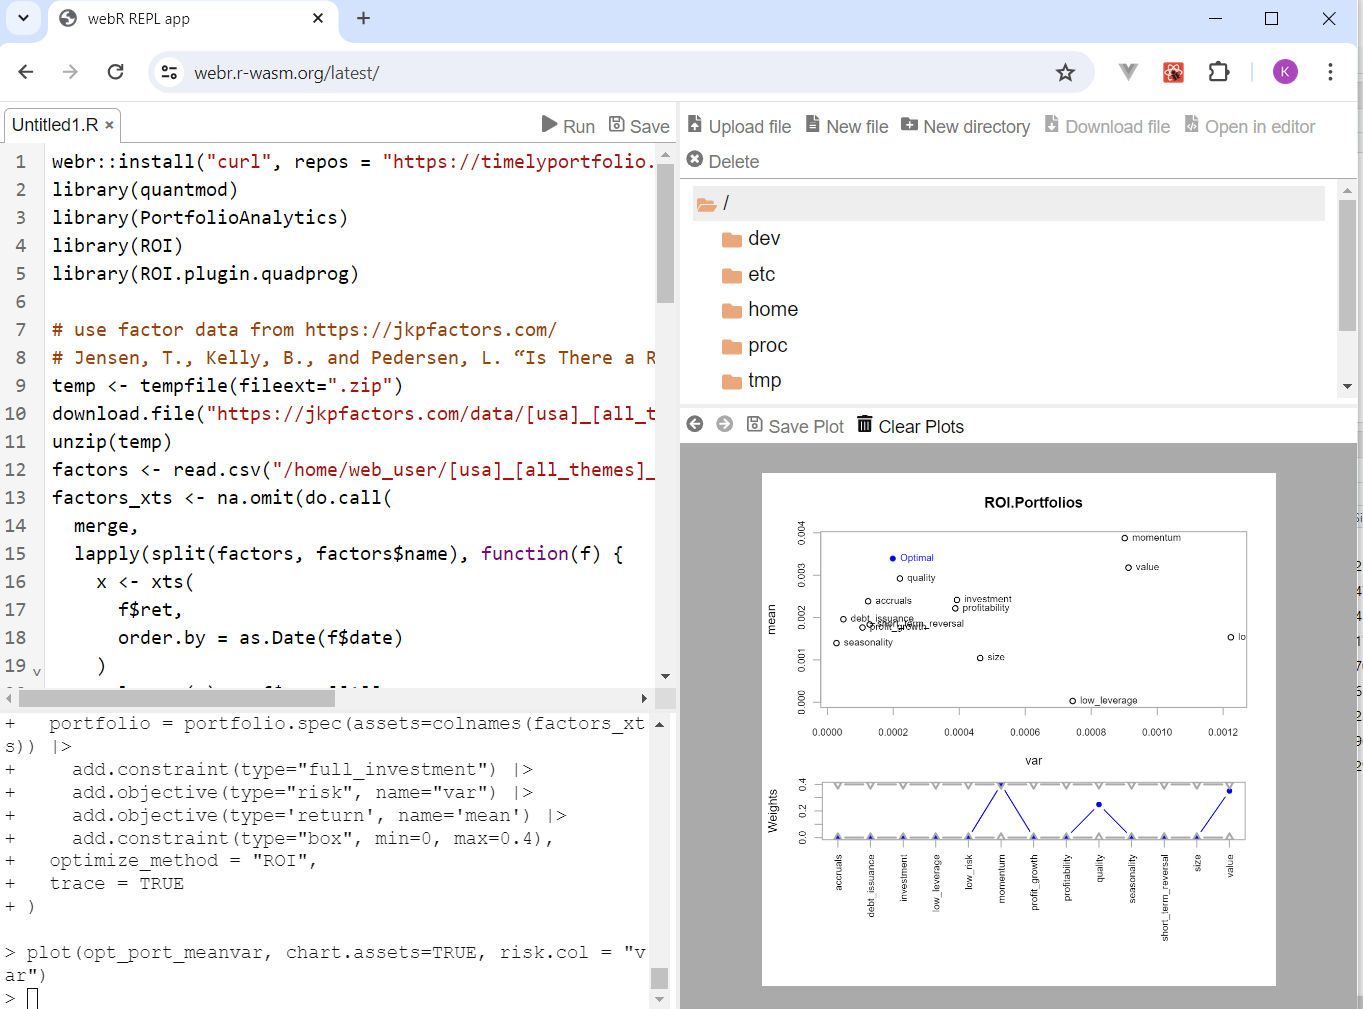 webR REPL app
webr.r-wasm.org/latest/
K
Untitled1.R ×
Run Save
1 webr::install("curl", repos = "https://timelyportfolio.
2 library(quantmod)
3 library(PortfolioAnalytics)
4 library(ROI)
5 library(ROI.plugin.quadprog)
6
7 # use factor data from https://jkpfactors.com/
8 # Jensen, T., Kelly, B., and Pedersen, L. “Is There a R
9 temp <- tempfile(fileext=".zip")
10 download.file("https://jkpfactors.com/data/[usa]_[all_t
11 unzip(temp)
12 factors <- read.csv("/home/web_user/[usa]_[all_themes]_
13 factors_xts <- na.omit(do.call(
14 merge,
15 lapply(split(factors, factors$name), function(f) {
16 x <- xts(
17 f$ret,
18 order.by = as.Date(f$date)
19 )
+ portfolio = portfolio.spec(assets=colnames(factors_xt
s)) |>
+ add.constraint(type="full_investment") |>
+ add.objective(type="risk", name="var") |>
+ add.objective(type='return', name='mean') |>
+ add.constraint(type="box", min=0, max=0.4),
+ optimize_method = "ROI",
+ trace = TRUE
+ )
> plot(opt_port_meanvar, chart.assets=TRUE, risk.col = "v
ar")
>
Upload file New file New directory Download file Open in editor
Delete
/
dev
etc
home
proc
tmp
Save Plot Clear Plots
ROI.Portfolios
mean
0.004
0.003
0.002
0.001
0.000
momentum
Optimal
value
quality
accruals
investment
profitability
debt_issuance
short_term_reversal
profit_growth
seasonality
lo
size
low_leverage
0.0000 0.0002 0.0004 0.0006 0.0008 0.0010 0.0012
var
Weights
0.4
0.2
0.0
accruals
debt_issuance
investment
low_leverage
low_risk
momentum
profit_growth
profitability
quality
seasonality
short_term_reversal
size
value